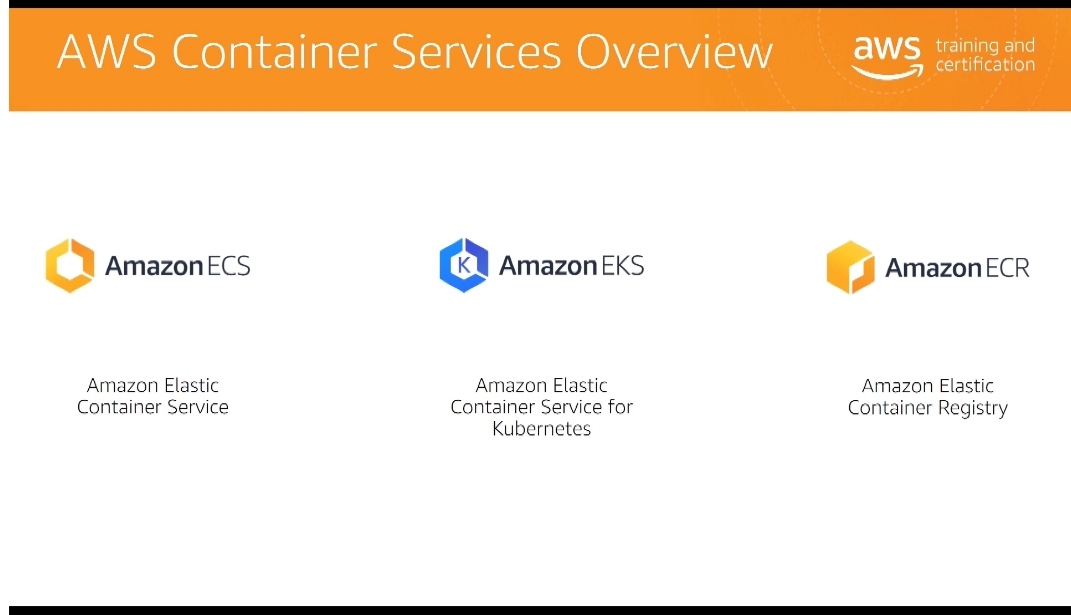 AWS Container Services Overview
aws training and
certification
Amazon ECS
K Amazon EKS
Amazon ECR
Amazon Elastic
Container Service
Amazon Elastic
Container Service for
Kubernetes
Amazon Elastic
Container Registry